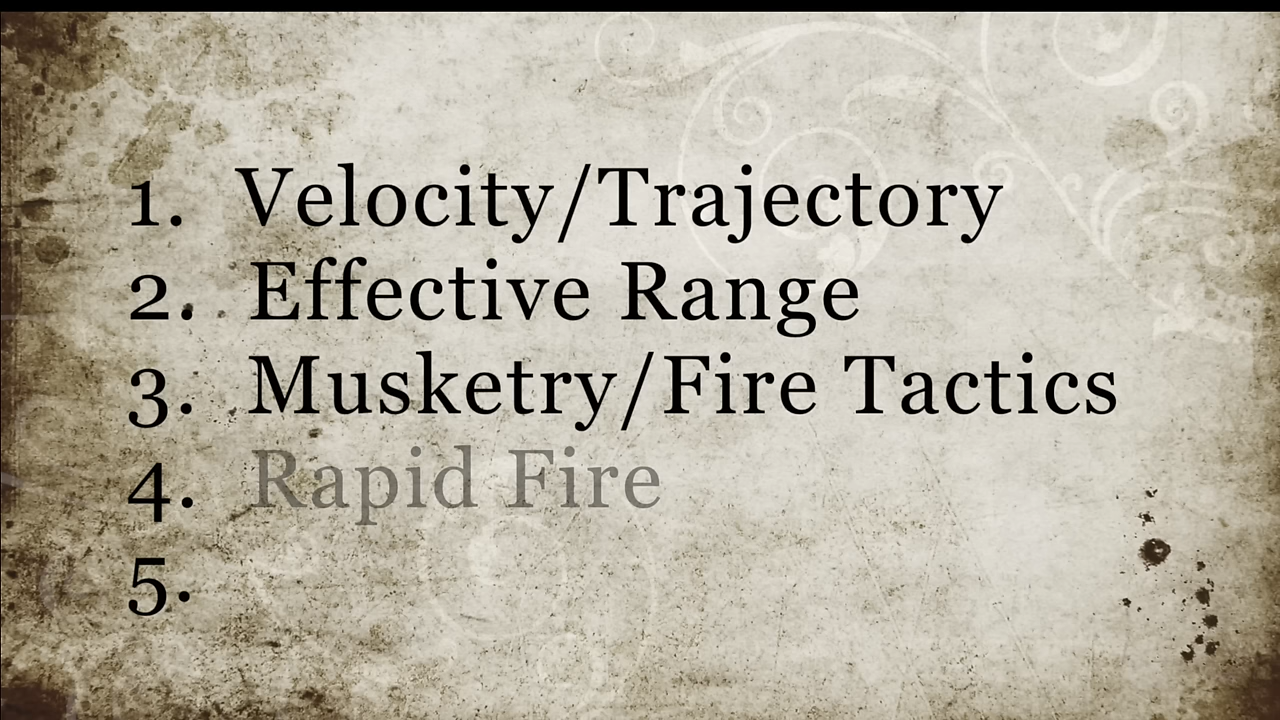 1. Velocity/Trajectory
2. Effective Range
3. Musketry/Fire Tactics
4. Rapid Fire
5.